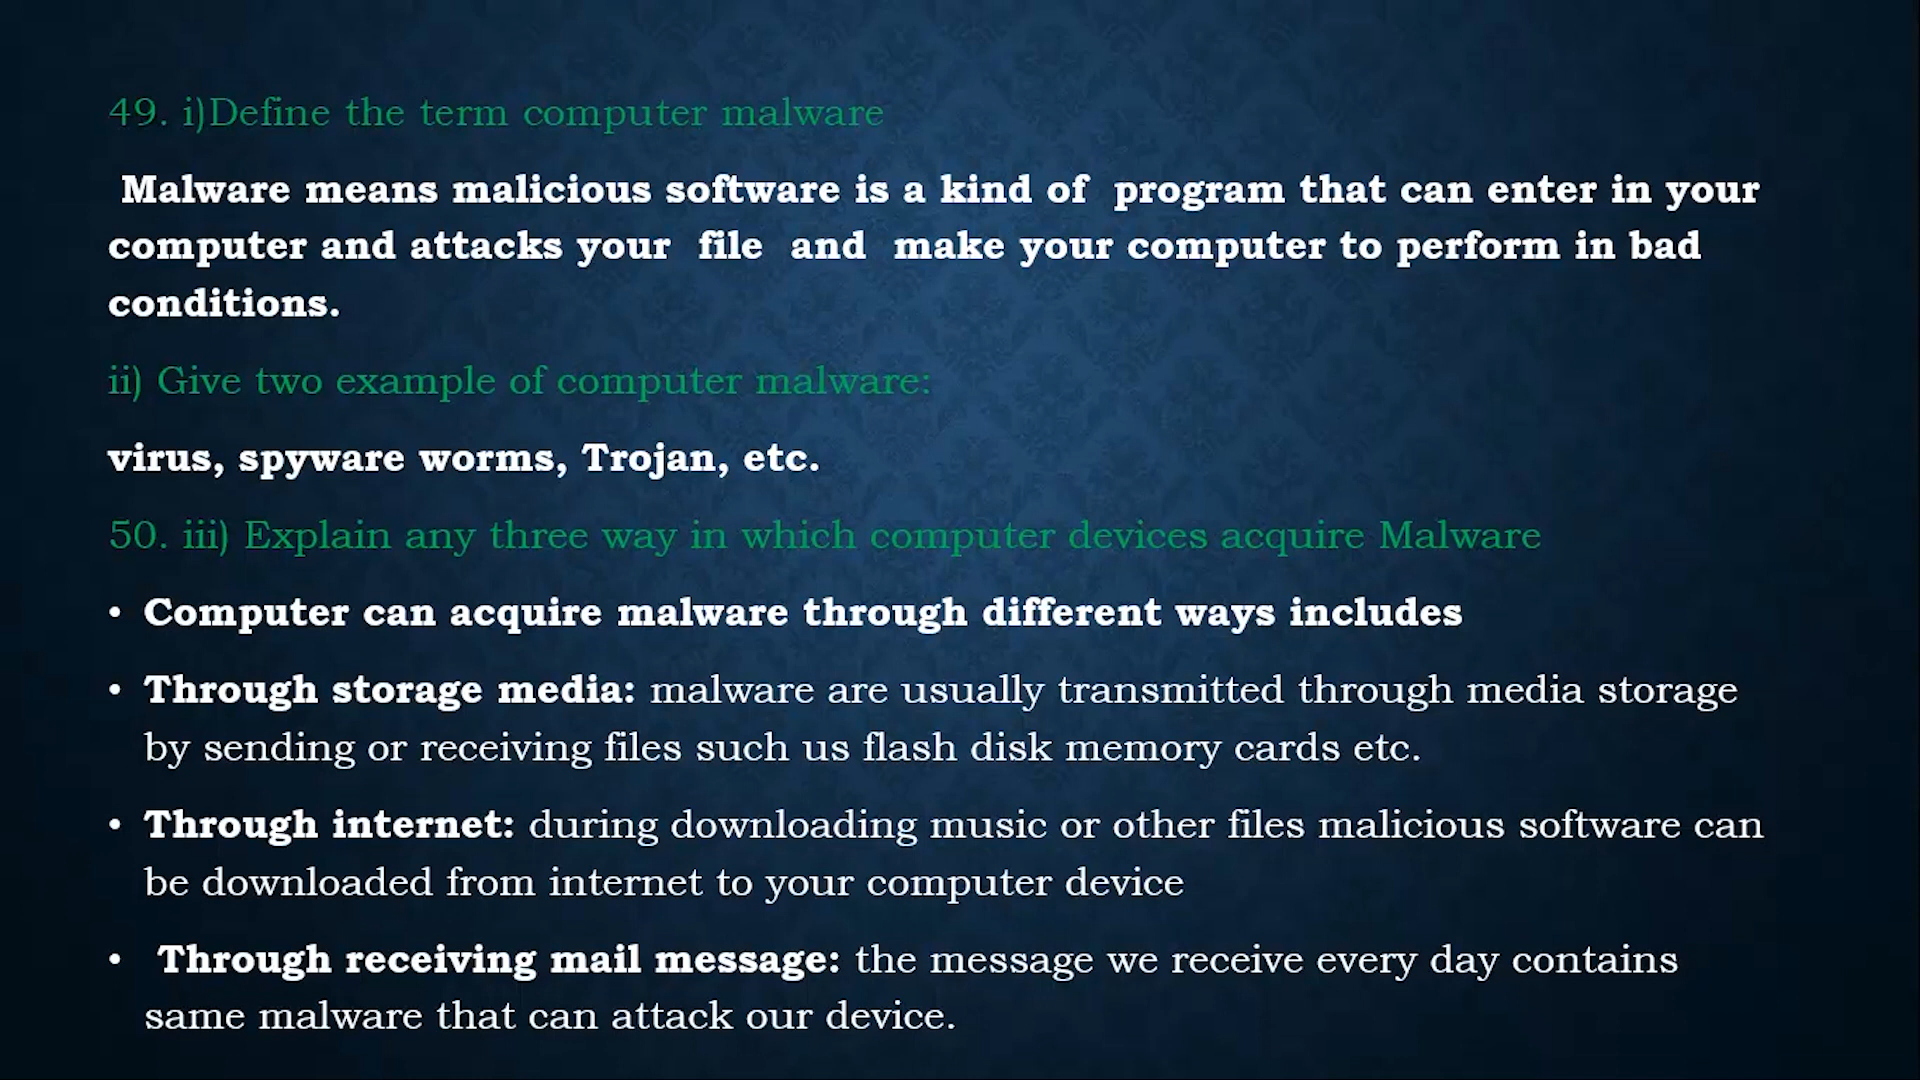 49. i)Define the term computer malware
Malware means malicious software is a kind of program that can enter in your
computer and attacks your file and make your computer to perform in bad
conditions.
ii) Give two example of computer malware:
virus, spyware worms, Trojan, etc.
50. iii) Explain any three way in which computer devices acquire Malware
• Computer can acquire malware through different ways includes
• Through storage media: malware are usually transmitted through media storage
by sending or receiving files such us flash disk memory cards etc.
• Through internet: during downloading music or other files malicious software can
be downloaded from internet to your computer device
• Through receiving mail message: the message we receive every day contains
same malware that can attack our device.